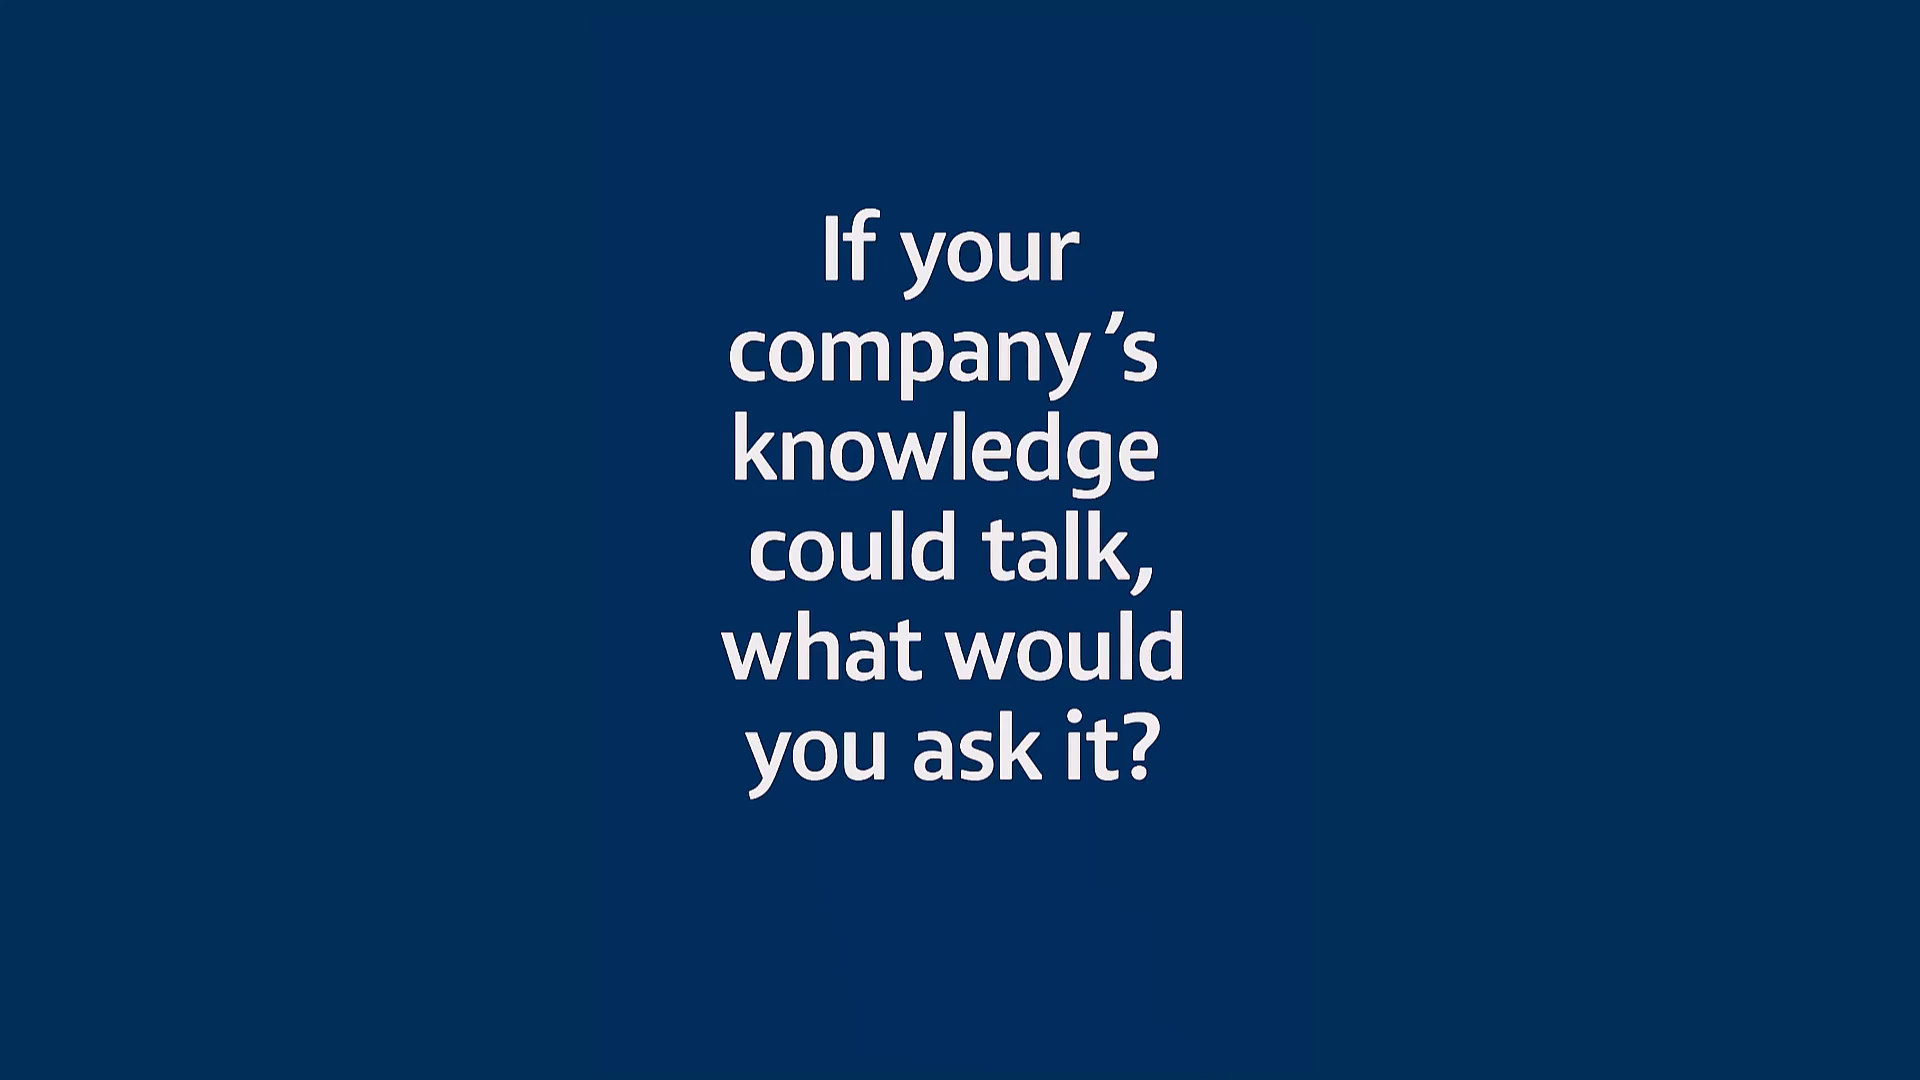 If your
company’s
knowledge
could talk,
what would
you ask it?